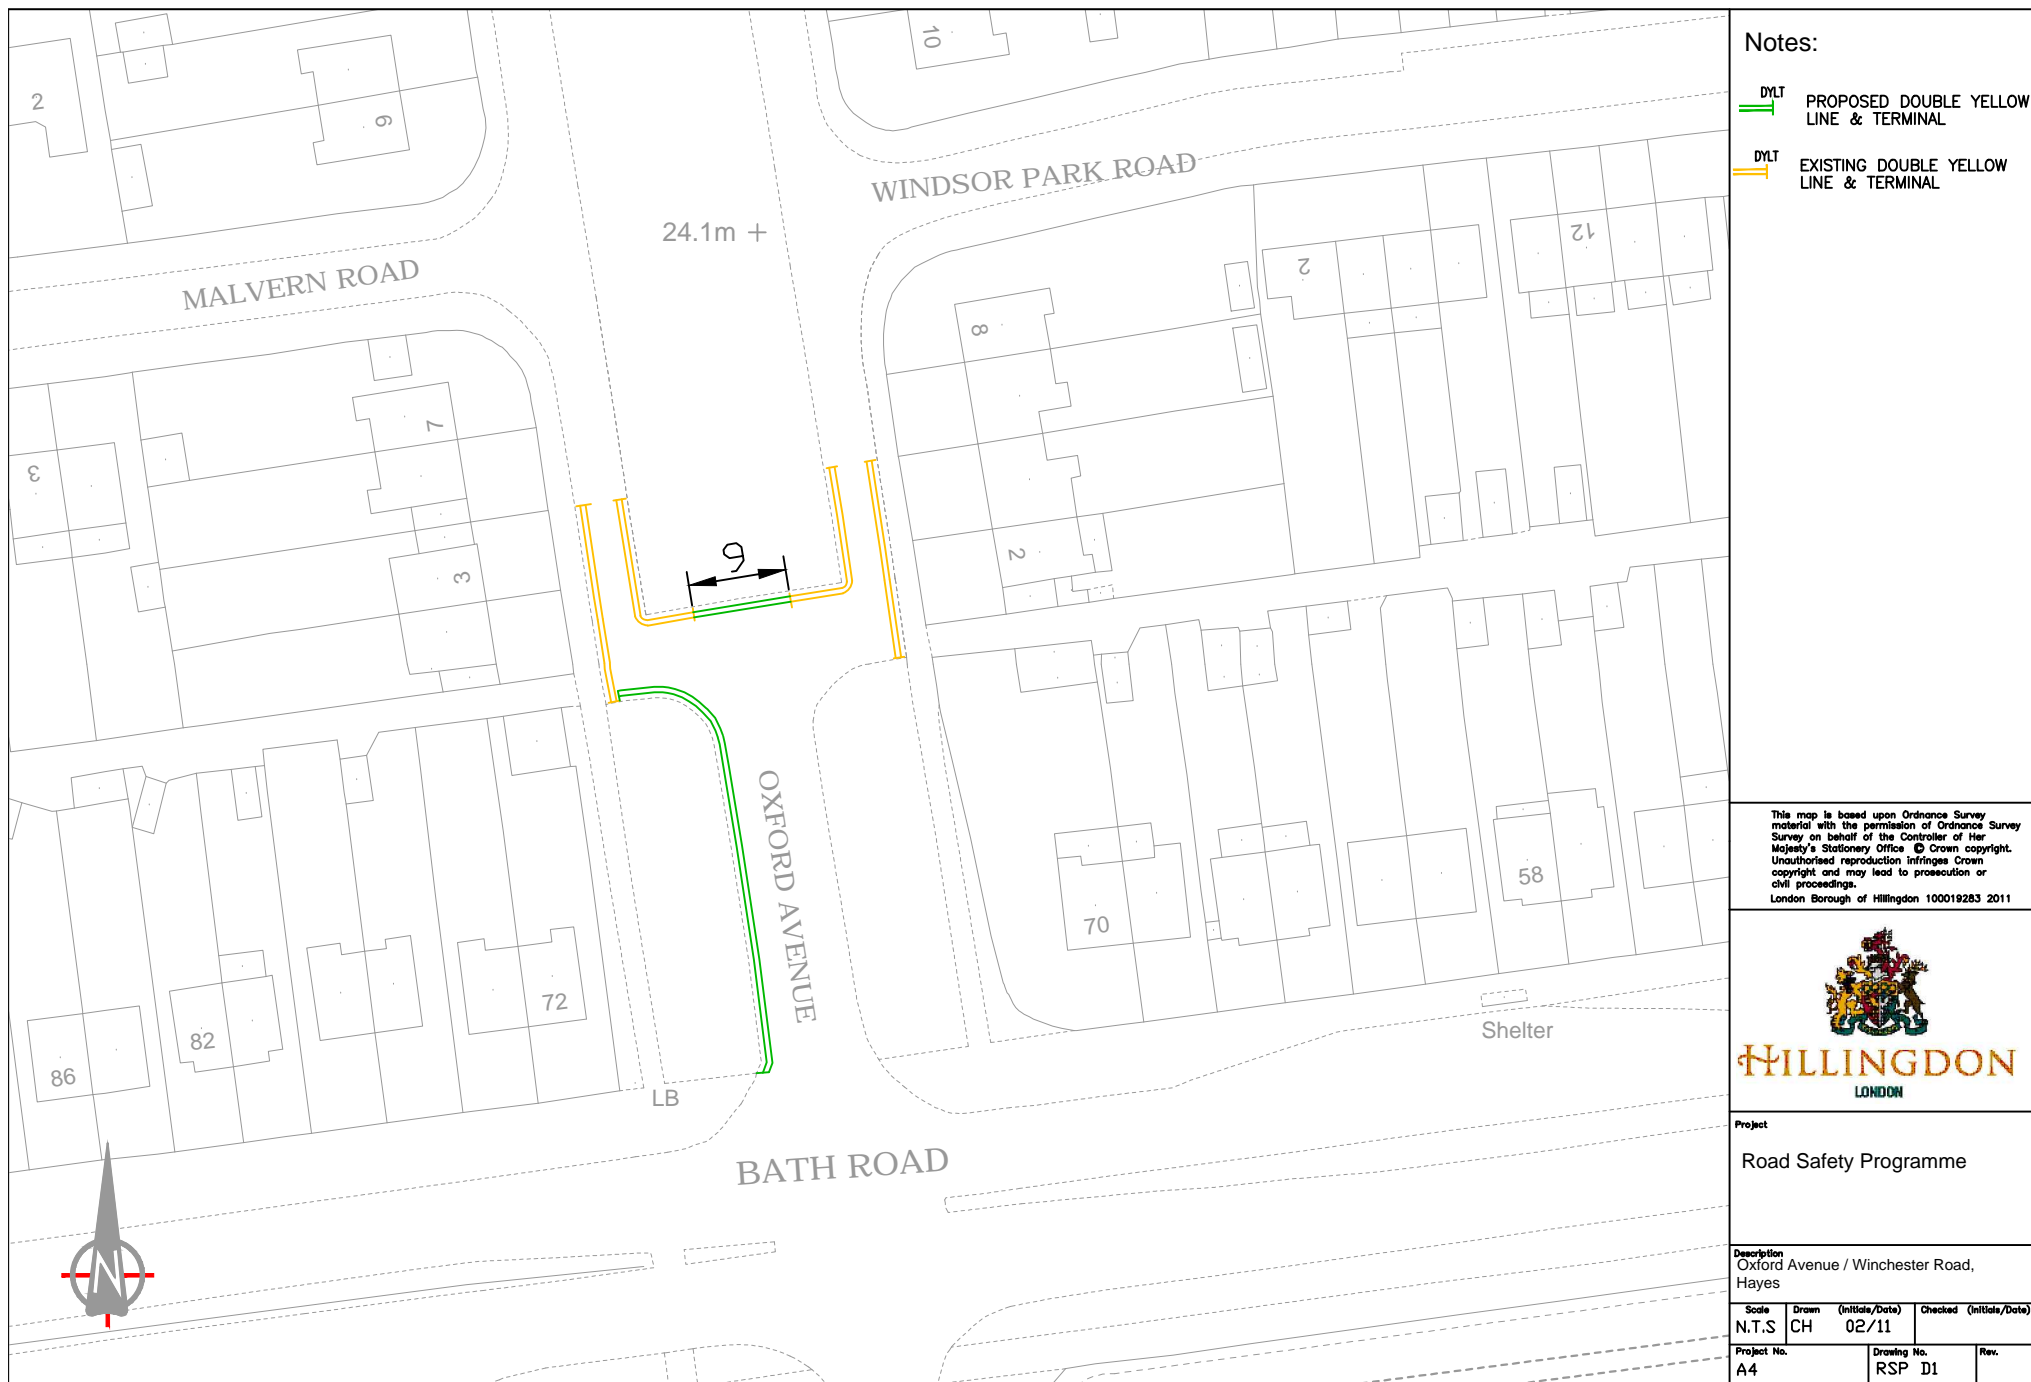 2
6
10
WINDSOR PARK ROAD
24.1m
MALVERN ROAD
2
12
8
7
3
3
2
9
OXFORD AVENUE
70
58
72
82
86
LB
Shelter
BATH ROAD
N
Notes:
DYLT
PROPOSED DOUBLE YELLOW
LINE & TERMINAL
DYLT
EXISTING DOUBLE YELLOW
LINE & TERMINAL
This map is based upon Ordnance Survey
material with the permission of Ordnance Survey
Survey on behalf of the Controller of Her
Majesty's Stationery Office © Crown copyright.
Unauthorised reproduction infringes Crown
copyright and may lead to prosecution or
civil proceedings.
London Borough of Hillingdon 100019283 2011
HILLINGDON
LONDON
Project
Road Safety Programme
Description
Oxford Avenue / Winchester Road,
Hayes
Scale Drawn (Initials/Date) Checked (Initials/Date)
N.T.S CH 02/11
Project No. Drawing No. Rev.
A4 RSP D1